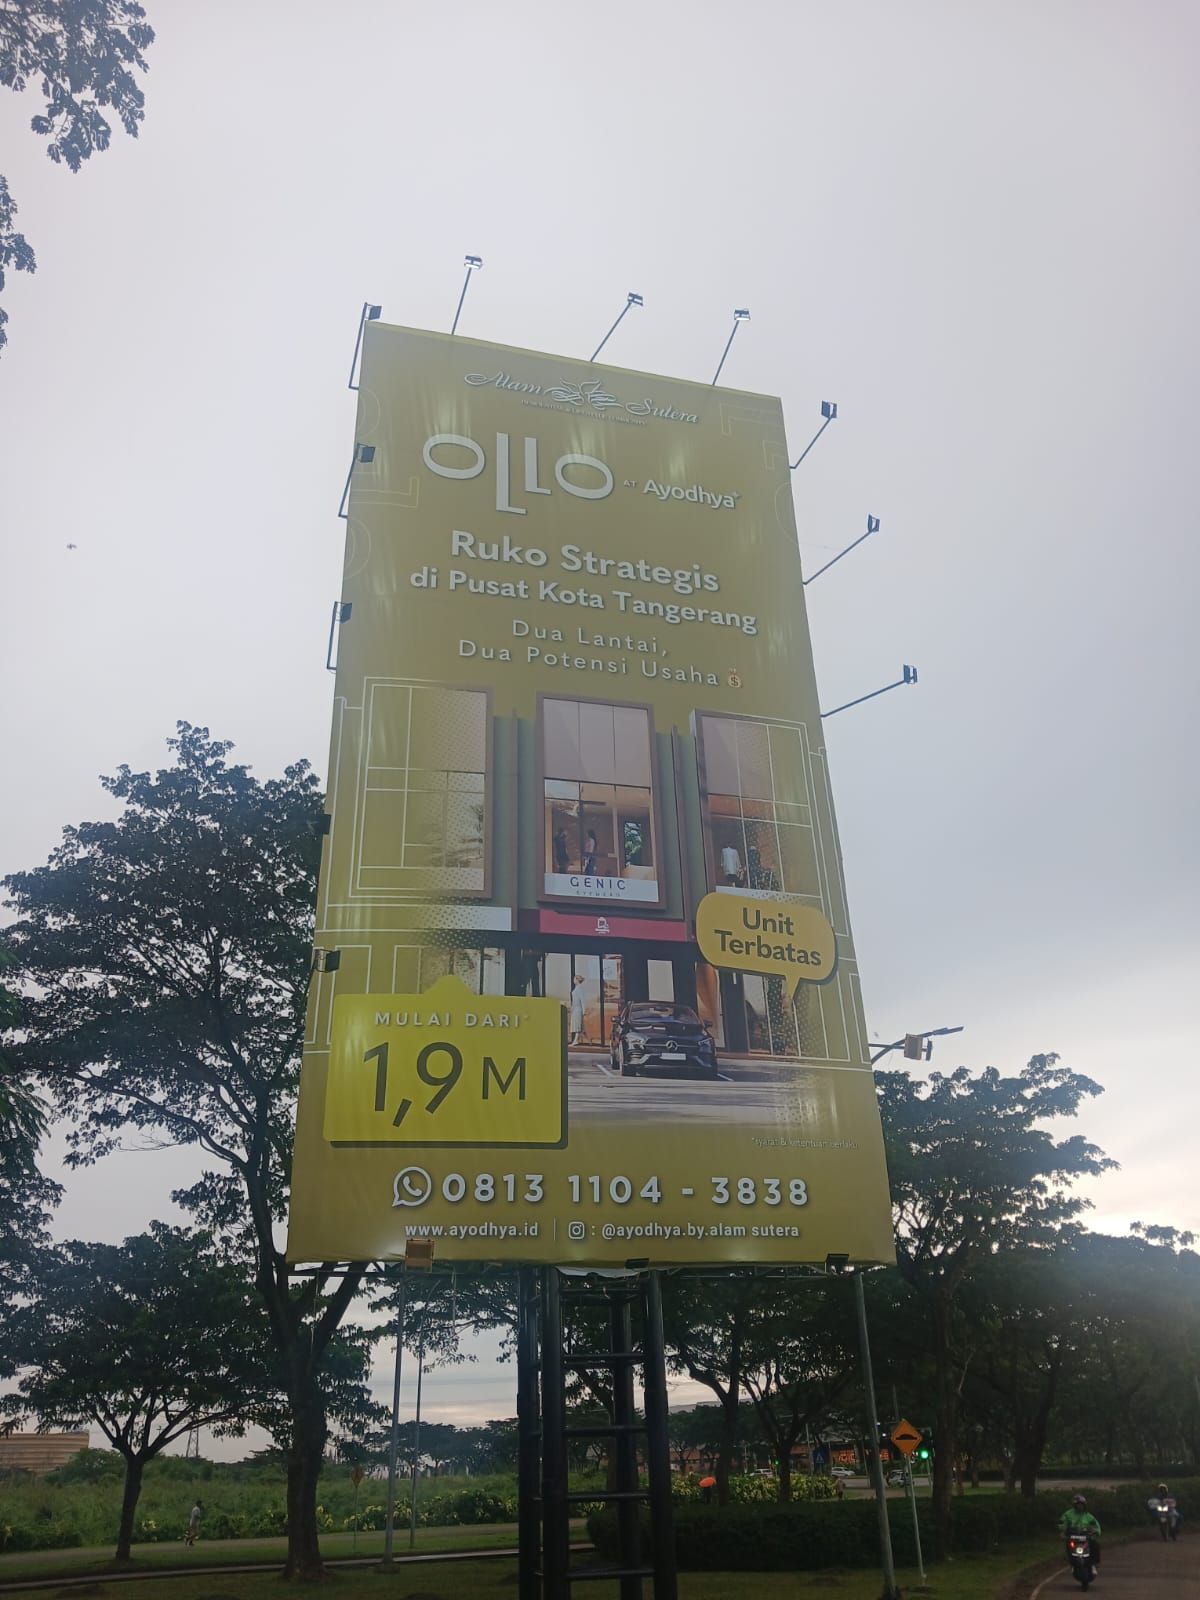 Alam Sutera
OLLO AT Ayodhya
Ruko Strategis
di Pusat Kota Tangerang
Dua Lantai,
Dua Potensi Usaha
GENIC
Unit
Terbatas
MULAI DARI*
1,9 M
*syarat & ketentuan berlaku
0813 1104 - 3838
www.ayodhya.id | : @ayodhya.by.alam sutera